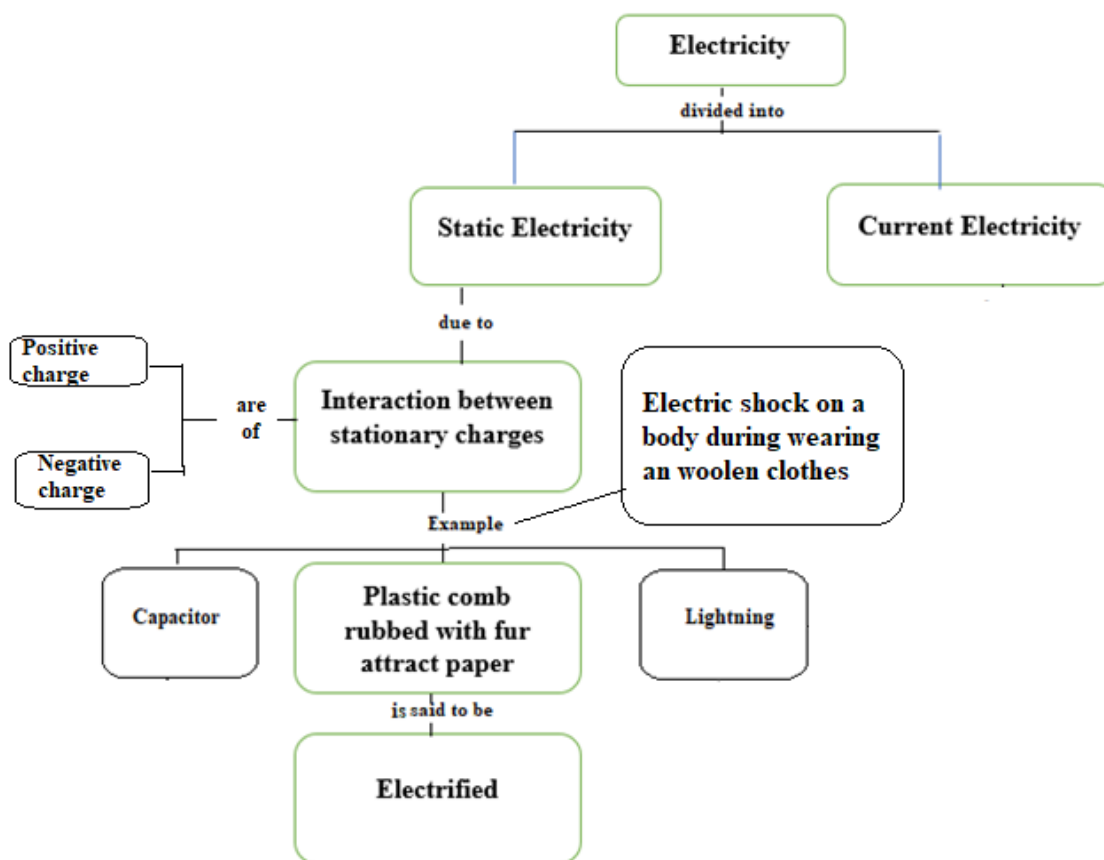 Electricity
divided into
Static Electricity
Current Electricity
due to
Positive
charge
Negative
charge
are
of
Interaction between
stationary charges
Electric shock on a
body during wearing
an woolen clothes
Example
Capacitor
Plastic comb
rubbed with fur
attract paper
Lightning
is said to be
Electrified